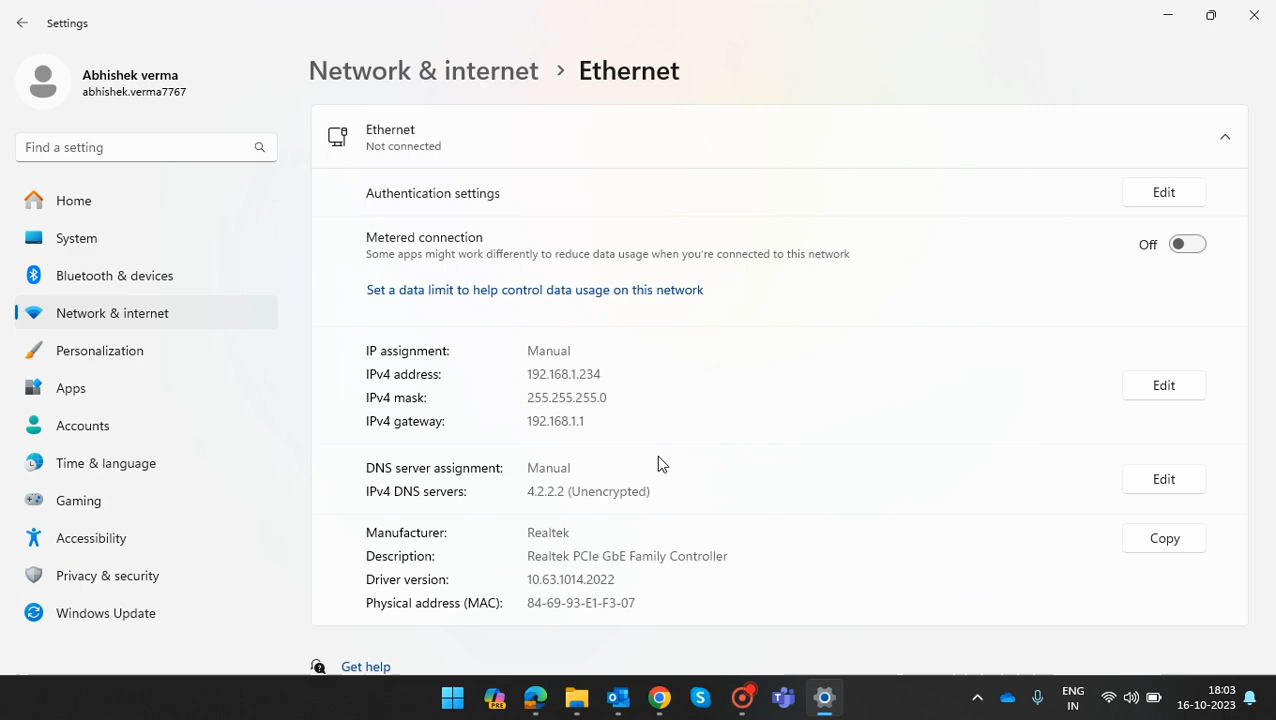 Settings
Abhishek verma
abhishek.verma7767
Find a setting
Home
System
Bluetooth & devices
Network & internet
Personalization
Apps
Accounts
Time & language
Gaming
Accessibility
Privacy & security
Windows Update
Network & internet > Ethernet
Ethernet
Not connected
Authentication settings
Edit
Metered connection
Some apps might work differently to reduce data usage when you're connected to this network
Off
Set a data limit to help control data usage on this network
IP assignment: Manual
IPv4 address: 192.168.1.234
IPv4 mask: 255.255.255.0
IPv4 gateway: 192.168.1.1
Edit
DNS server assignment: Manual
IPv4 DNS servers: 4.2.2.2 (Unencrypted)
Edit
Manufacturer: Realtek
Description: Realtek PCIe GbE Family Controller
Driver version: 10.63.1014.2022
Physical address (MAC): 84-69-93-E1-F3-07
Copy
Get help
PRE
ENG
IN
18:03
16-10-2023